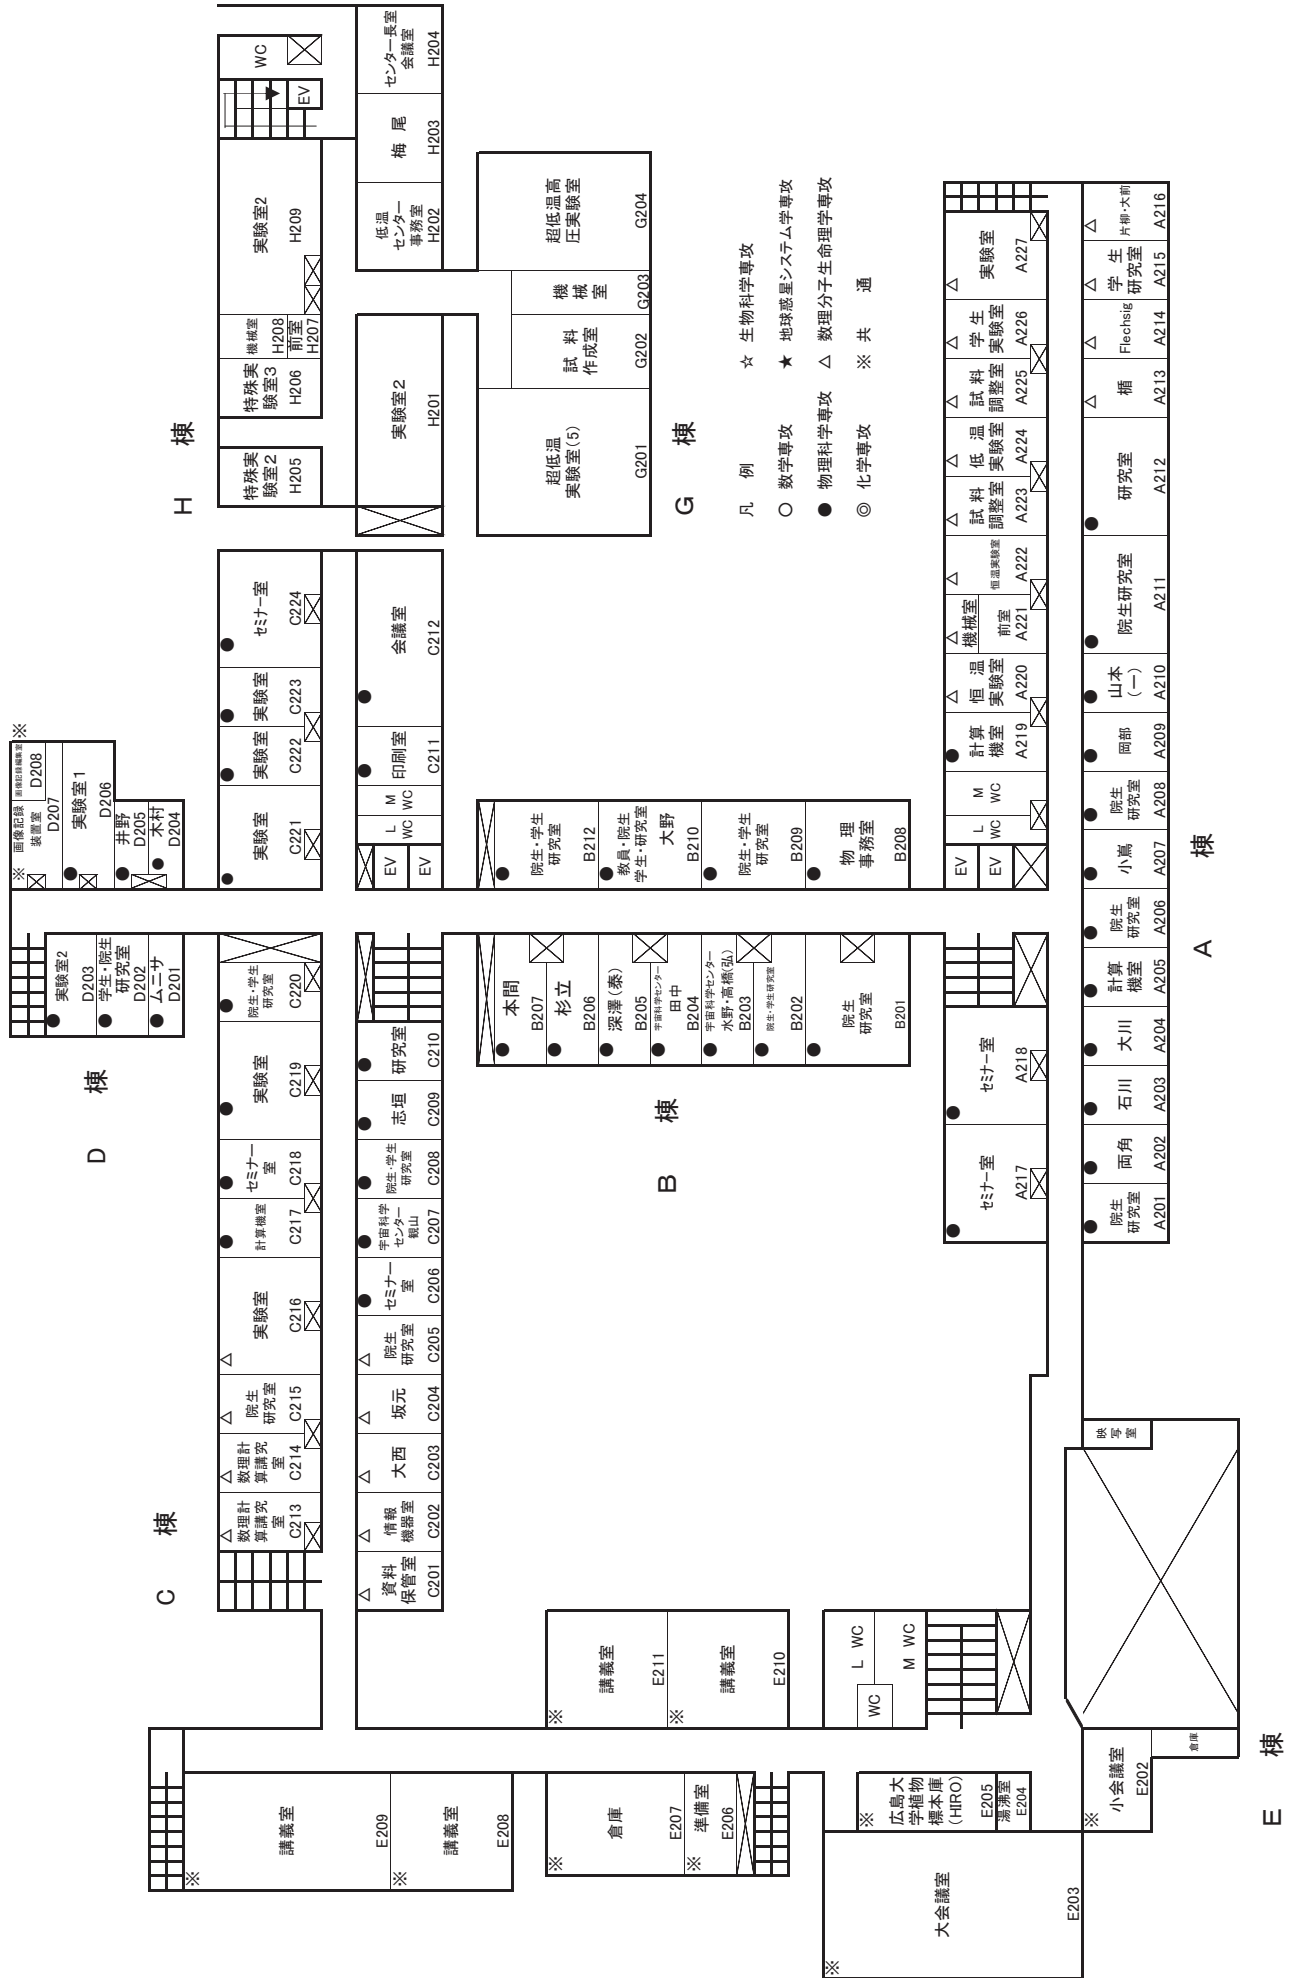 D 棟
※
画像記録
装置室
D207
画像記録編集室
D208
※
実験室1
D206
井野
D205
木村
D204
実験室2
D203
学生・院生
研究室
D202
ムニサ
D201
H 棟
特殊実
験室2
H205
特殊実
験室3
H206
機械室
H208
前室
H207
実験室2
H209
EV
WC
実験室2
H201
低温
センター
事務室
H202
梅尾
H203
センター長室
会議室
H204
G 棟
超低温
実験室(5)
G201
試料
作成室
G202
機械
室
G203
超低温高
圧実験室
G204
凡 例
○ 数学専攻
● 物理科学専攻
◎ 化学専攻
☆ 生物科学専攻
★ 地球惑星システム学専攻
△ 数理分子生命理学専攻
※ 共 通
C 棟
数理計
算講究
室
C213
数理計
算講究
室
C214
院生
研究室
C215
実験室
C216
計算機室
C217
セミナー
室
C218
実験室
C219
院生・学生
研究室
C220
実験室
C221
実験室
C222
実験室
C223
セミナー室
C224
資料
保管室
C201
情報
機器室
C202
大西
C203
坂元
C204
院生
研究室
C205
セミナー
室
C206
宇宙科学
センター
観山
C207
院生・学生
研究室
C208
志垣
C209
研究室
C210
EV
EV
L
WC
M
WC
印刷室
C211
会議室
C212
B 棟
本間
B207
杉立
B206
深澤(泰)
B205
宇宙科学センター
田中
B204
宇宙科学センター
水野・高橋(弘)
B203
院生・学生研究室
B202
院生
研究室
B201
院生・学生
研究室
B212
教員・院生
学生・研究室
大野
B210
院生・学生
研究室
B209
物理
事務室
B208
A 棟
セミナー室
A217
セミナー室
A218
EV
EV
L
WC
M
WC
計算
機室
A219
恒温
実験室
A220
機械室
前室
A221
恒温実験室
A222
試料
調整室
A223
低温
実験室
A224
試料
調整室
A225
学生
実験室
A226
実験室
A227
院生
研究室
A201
両角
A202
石川
A203
大川
A204
計算
機室
A205
院生
研究室
A206
小蔦
A207
院生
研究室
A208
岡部
A209
山本
(一)
A210
院生研究室
A211
研究室
A212
楯
A213
Flechsig
A214
学生
研究室
A215
片柳・大前
A216
E 棟
※
講義室
E209
※
講義室
E208
※
倉庫
E207
※
準備室
E206
※
講義室
E211
※
講義室
E210
L WC
M WC
WC
※
広島大
学植物
標本庫
(HIRO)
E205
湯沸室
E204
※
大会議室
E203
※
小会議室
E202
倉庫
映写室